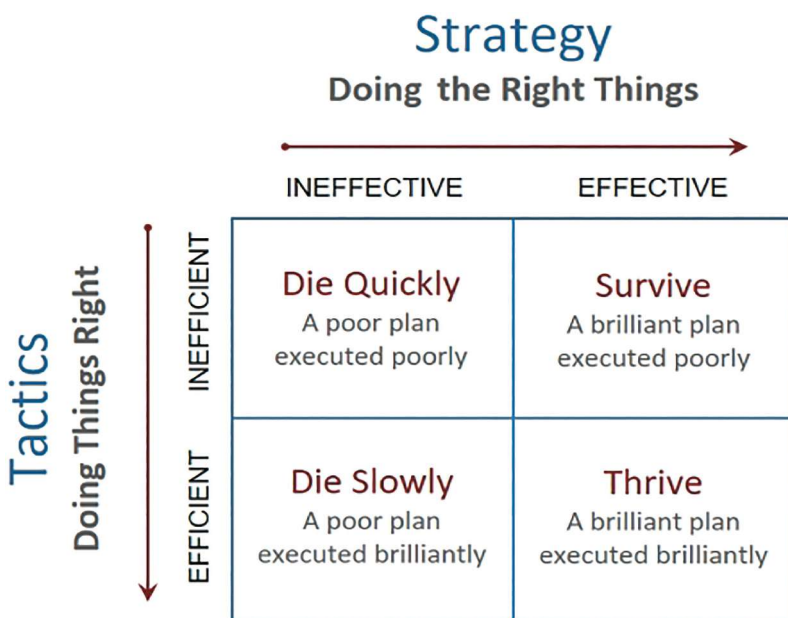 Strategy
Doing the Right Things
INEFFECTIVE
EFFECTIVE
Tactics
Doing Things Right
INEFFICIENT
Die Quickly
A poor plan
executed poorly
Survive
A brilliant plan
executed poorly
EFFICIENT
Die Slowly
A poor plan
executed brilliantly
Thrive
A brilliant plan
executed brilliantly